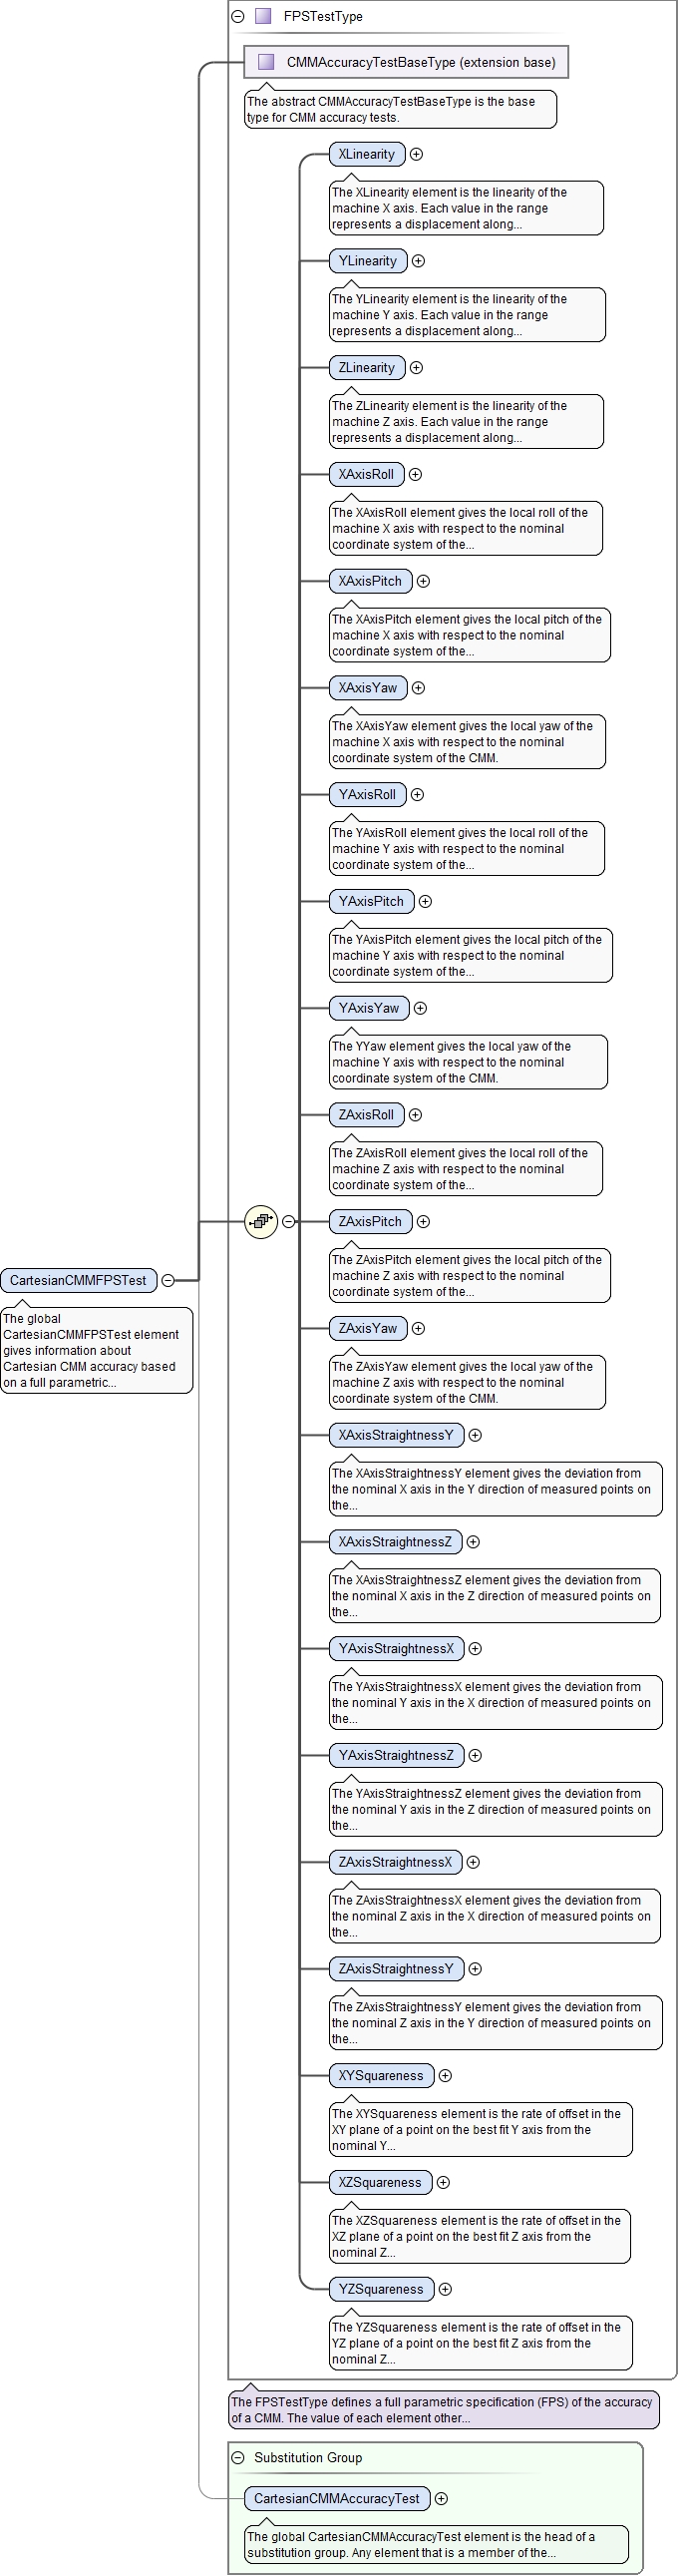 FPSTestType
CMMAccuracyTestBaseType (extension base)
The abstract CMMAccuracyTestBaseType is the base
type for CMM accuracy tests.
XLinearity
The XLinearity element is the linearity of the
machine X axis. Each value in the range
represents a displacement along...
YLinearity
The YLinearity element is the linearity of the
machine Y axis. Each value in the range
represents a displacement along...
ZLinearity
The ZLinearity element is the linearity of the
machine Z axis. Each value in the range
represents a displacement along...
XAxisRoll
The XAxisRoll element gives the local roll of the
machine X axis with respect to the nominal
coordinate system of the...
XAxisPitch
The XAxisPitch element gives the local pitch of the
machine X axis with respect to the nominal
coordinate system of the...
XAxisYaw
The XAxisYaw element gives the local yaw of the
machine X axis with respect to the nominal
coordinate system of the CMM.
YAxisRoll
The YAxisRoll element gives the local roll of the
machine Y axis with respect to the nominal
coordinate system of the...
YAxisPitch
The YAxisPitch element gives the local pitch of the
machine Y axis with respect to the nominal
coordinate system of the...
YAxisYaw
The YYaw element gives the local yaw of the
machine Y axis with respect to the nominal
coordinate system of the CMM.
ZAxisRoll
The ZAxisRoll element gives the local roll of the
machine Z axis with respect to the nominal
coordinate system of the...
ZAxisPitch
The ZAxisPitch element gives the local pitch of the
machine Z axis with respect to the nominal
coordinate system of the...
CartesianCMMFPSTest
The global
CartesianCMMFPSTest element
gives information about
Cartesian CMM accuracy based
on a full parametric...
ZAxisYaw
The ZAxisYaw element gives the local yaw of the
machine Z axis with respect to the nominal
coordinate system of the CMM.
XAxisStraightnessY
The XAxisStraightnessY element gives the deviation from
the nominal X axis in the Y direction of measured points on
the...
XAxisStraightnessZ
The XAxisStraightnessZ element gives the deviation from
the nominal X axis in the Z direction of measured points on
the...
YAxisStraightnessX
The YAxisStraightnessX element gives the deviation from
the nominal Y axis in the X direction of measured points on
the...
YAxisStraightnessZ
The YAxisStraightnessZ element gives the deviation from
the nominal Y axis in the Z direction of measured points on
the...
ZAxisStraightnessX
The ZAxisStraightnessX element gives the deviation from
the nominal Z axis in the X direction of measured points on
the...
ZAxisStraightnessY
The ZAxisStraightnessY element gives the deviation from
the nominal Z axis in the Y direction of measured points on
the...
XYSquareness
The XYSquareness element is the rate of offset in the
XY plane of a point on the best fit Y axis from the
nominal Y...
XZSquareness
The XZSquareness element is the rate of offset in the
XZ plane of a point on the best fit Z axis from the
nominal Z...
YZSquareness
The YZSquareness element is the rate of offset in the
YZ plane of a point on the best fit Z axis from the
nominal Z...
The FPSTestType defines a full parametric specification (FPS) of the accuracy
of a CMM. The value of each element other...
Substitution Group
CartesianCMMAccuracyTest
The global CartesianCMMAccuracyTest element is the head of a
substitution group. Any element that is a member of the...